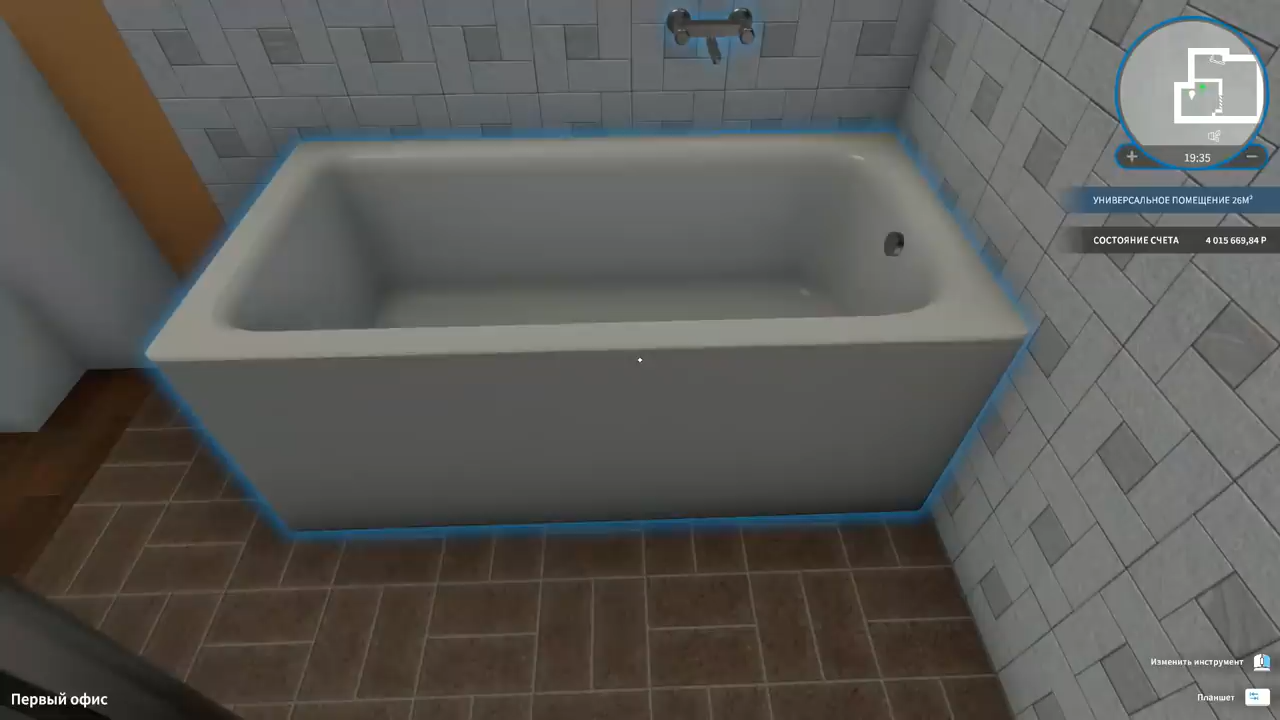 19:35
УНИВЕРСАЛЬНОЕ ПОМЕЩЕНИЕ 26М²
СОСТОЯНИЕ СЧЕТА 4 015 669,84 Р
Изменить инструмент
Планшет
Первый офис